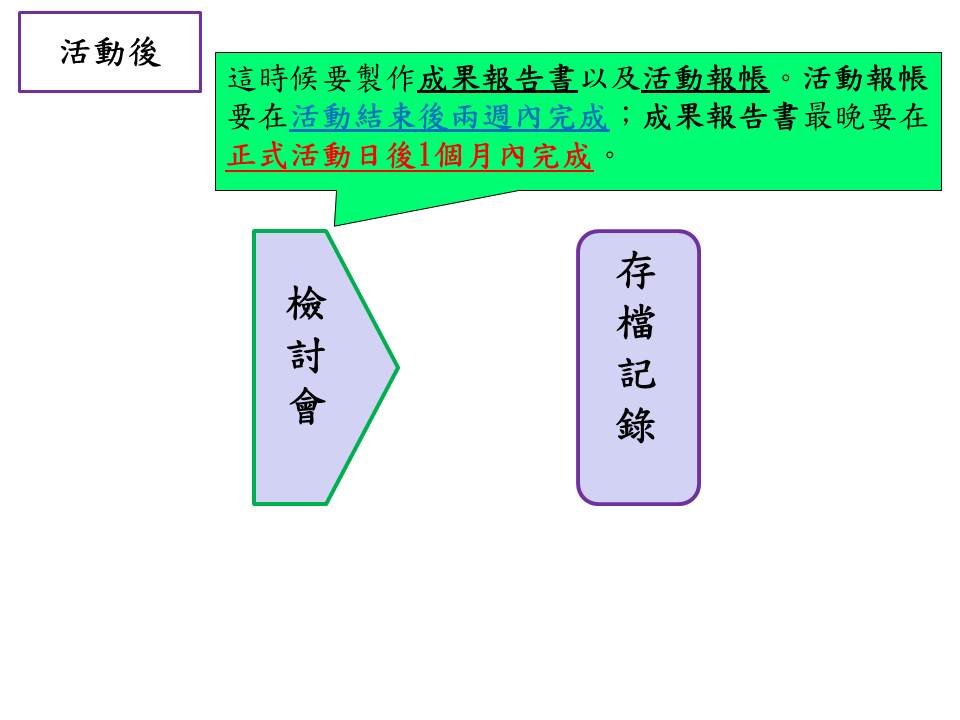 活動後
這時候要製作成果報告書以及活動報帳。活動報帳
要在活動結束後兩週內完成；成果報告書最晚要在
正式活動日後1個月內完成。
檢討會
存檔記錄